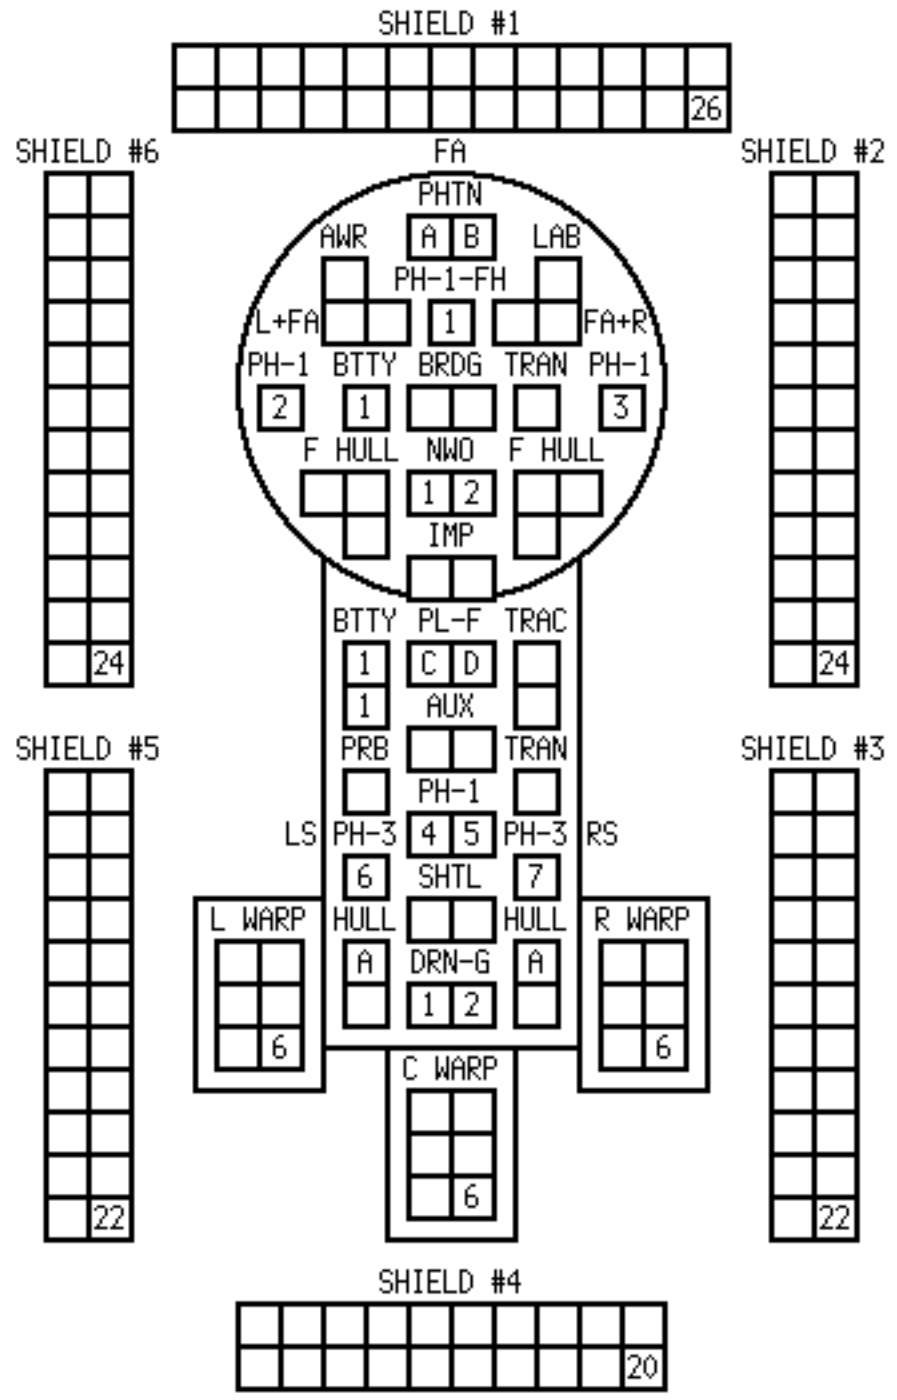 SHIELD #1
26
SHIELD #6 FA SHIELD #2
PHTN
AWR A B LAB
PH-1-FH
L+FA 1 FA+R
PH-1 BTTY BRDG TRAN PH-1
2 1 3
F HULL NWO F HULL
1 2
IMP
BTTY PL-F TRAC
24 1 C D 24
1 AUX
SHIELD #5 PRB TRAN SHIELD #3
PH-1
LS PH-3 4 5 PH-3 RS
6 SHTL 7
L WARP HULL HULL R WARP
A DRN-G A
1 2
6 6
C WARP
6
22 22
SHIELD #4
20